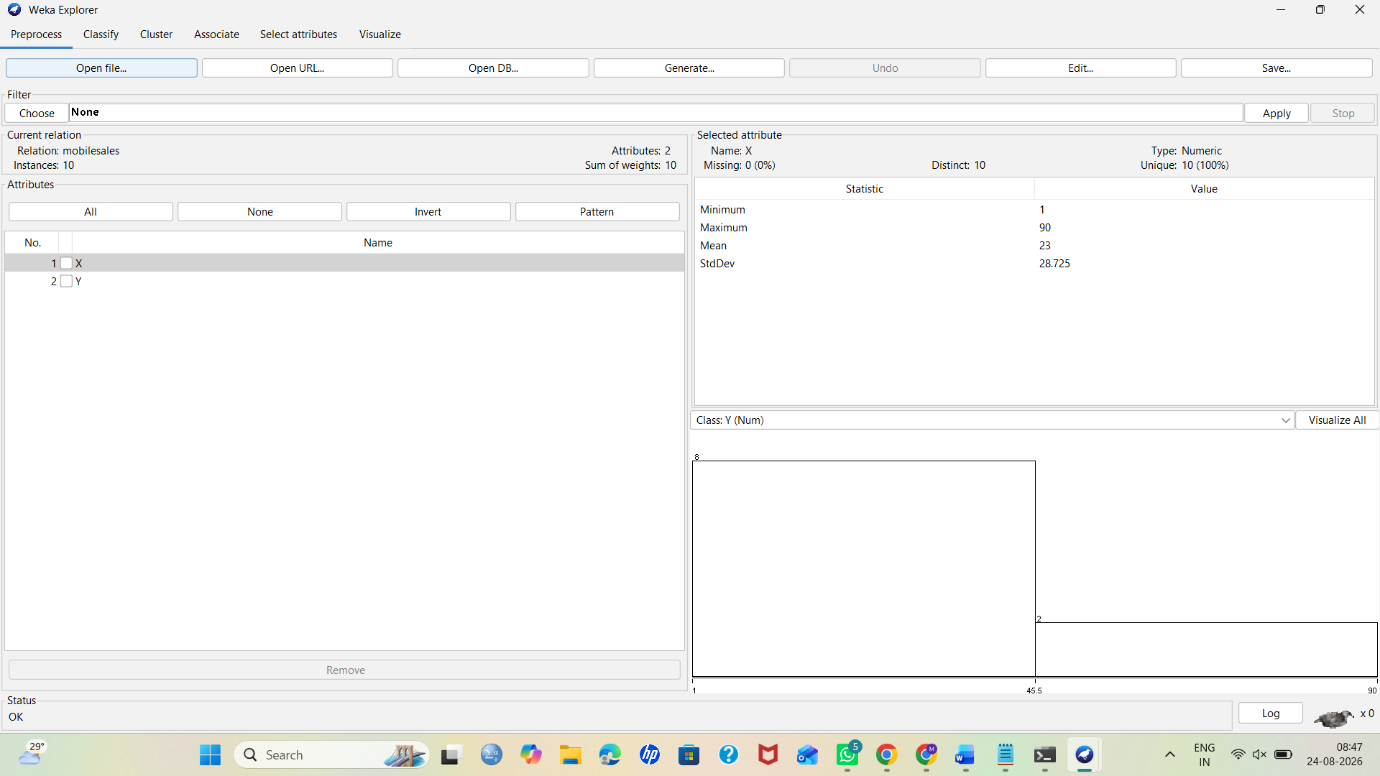 Weka Explorer
Preprocess Classify Cluster Associate Select attributes Visualize
Open file... Open URL... Open DB... Generate... Undo Edit... Save...
Filter
Choose None Apply Stop
Current relation
Relation: mobilesales Attributes: 2
Instances: 10 Sum of weights: 10
Attributes
All None Invert Pattern
No. Name
1 X
2 Y
Remove
Selected attribute
Name: X Type: Numeric
Missing: 0 (0%) Distinct: 10 Unique: 10 (100%)
Statistic Value
Minimum 1
Maximum 90
Mean 23
StdDev 28.725
Class: Y (Num) Visualize All
8
2
1 45.5 90
Status
OK
Log x 0
29°
Search
hp
5
M
W
ENG
IN
08:47
24-08-2026